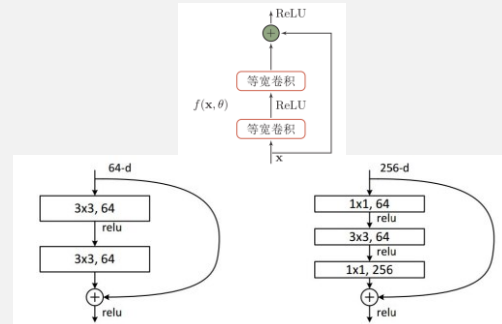 ReLU
+
等宽卷积
f(x, θ)
ReLU
等宽卷积
x
64-d
3x3, 64
relu
3x3, 64
+
relu
256-d
1x1, 64
relu
3x3, 64
relu
1x1, 256
+
relu